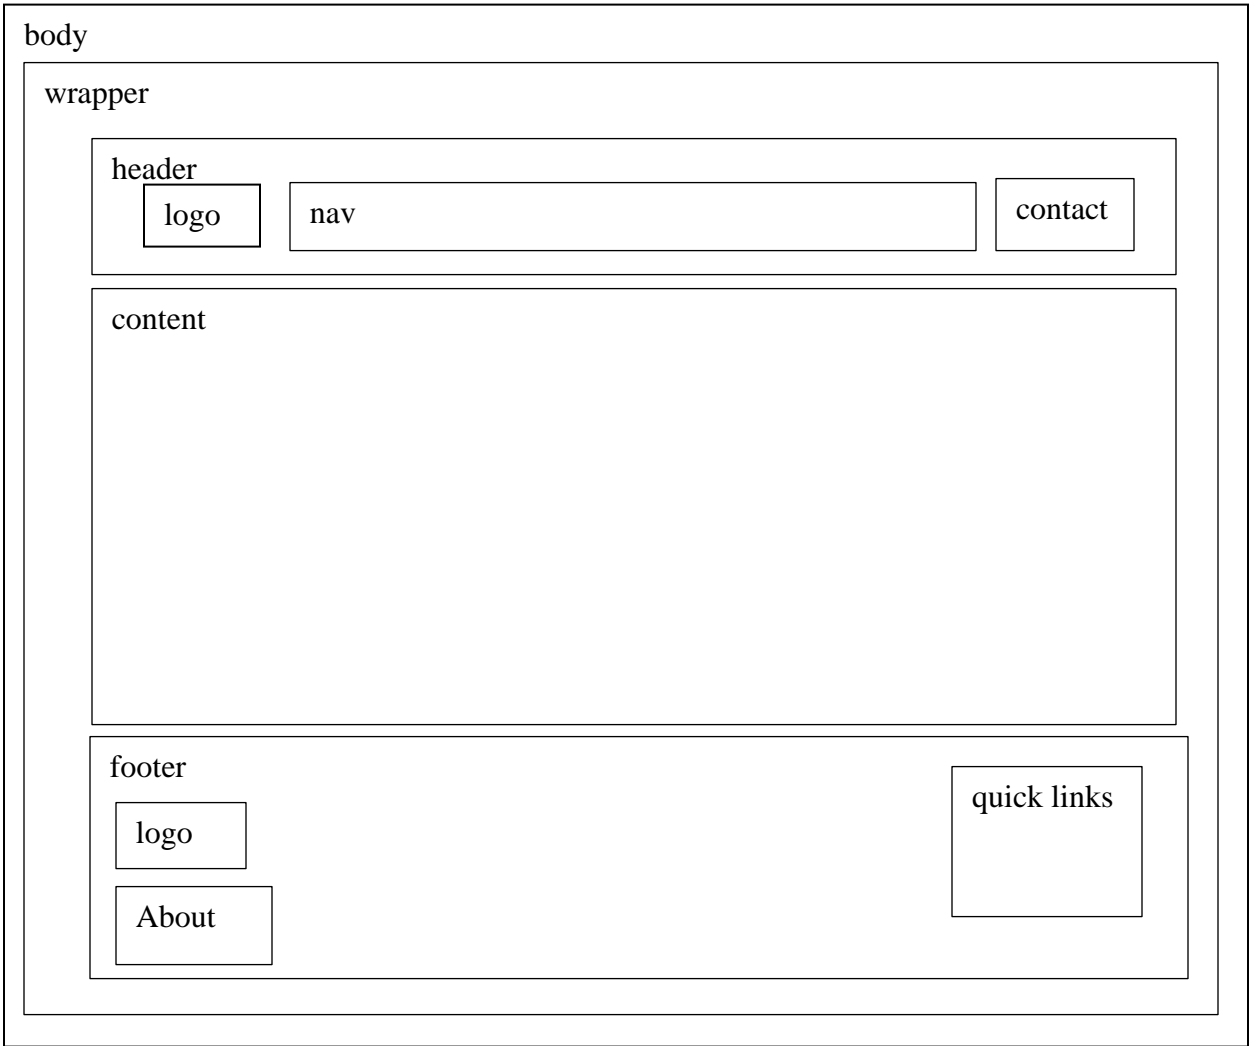 body
wrapper
header
logo
nav
contact
content
footer
logo
About
quick links